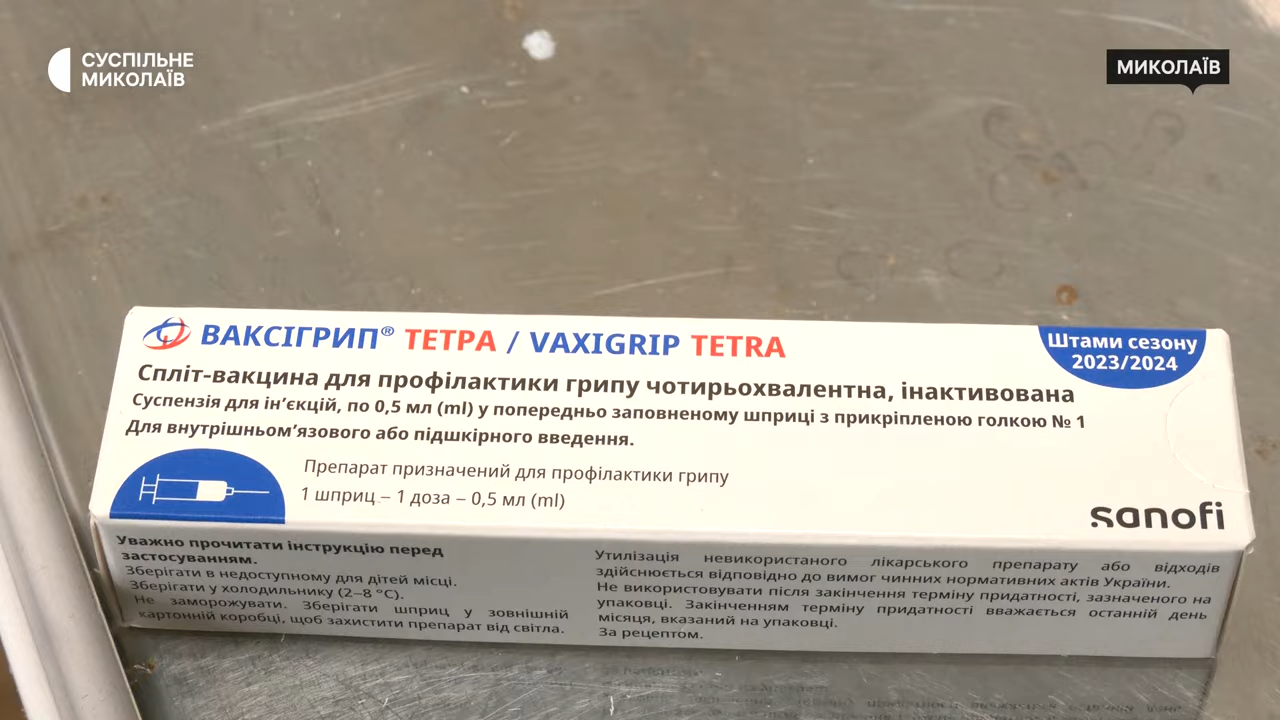 СУСПІЛЬНЕ
МИКОЛАЇВ
МИКОЛАЇВ
ВАКСІГРИП® ТЕТРА / VAXIGRIP TETRA
Штами сезону
2023/2024
Спліт-вакцина для профілактики грипу чотирьохвалентна, інактивована
Суспензія для ін’єкцій, по 0,5 мл (ml) у попередньо заповненому шприці з прикріпленою голкою № 1
Для внутрішньом’язового або підшкірного введення.
Препарат призначений для профілактики грипу
1 шприц – 1 доза – 0,5 мл (ml)
sanofi
Уважно прочитати інструкцію перед
застосуванням.
Зберігати в недоступному для дітей місці.
Зберігати у холодильнику (2–8 °C).
Не заморожувати. Зберігати шприц у зовнішній
картонній коробці, щоб захистити препарат від світла.
Утилізація невикористаного лікарського препарату або відходів
здійснюється відповідно до вимог чинних нормативних актів України.
Не використовувати після закінчення терміну придатності, зазначеного на
упаковці. Закінченням терміну придатності вважається останній день
місяця, вказаний на упаковці.
За рецептом.